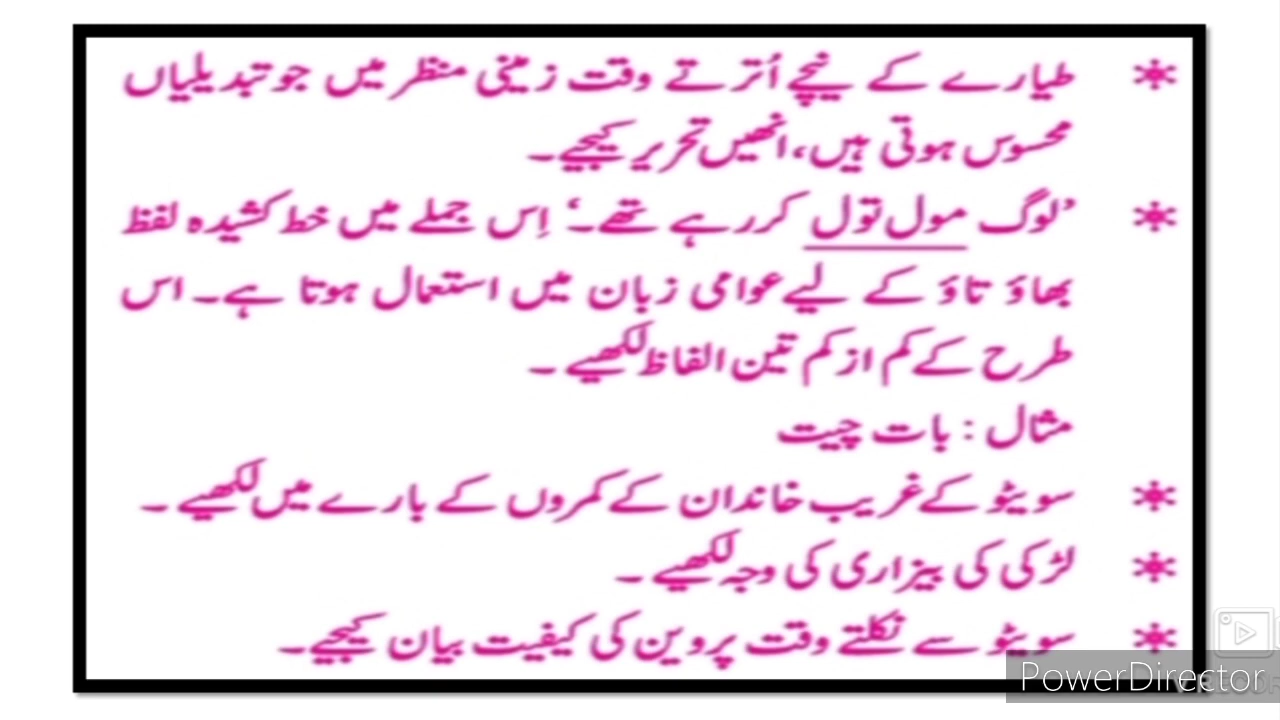 * طیارے کے نیچے اُترتے وقت زمینی منظر میں جو تبدیلیاں
محسوس ہوتی ہیں، انھیں تحریر کیجیے۔
* ’لوگ مول تول کر رہے تھے۔‘ اِس جملے میں خط کشیدہ لفظ
بھاؤ تاؤ کے لیے عوامی زبان میں استعمال ہوتا ہے۔ اس
طرح کے کم از کم تین الفاظ لکھیے۔
مثال : بات چیت
* سویٹو کے غریب خاندان کے کمروں کے بارے میں لکھیے۔
* لڑکی کی بیزاری کی وجہ لکھیے۔
* سویٹو سے نکلتے وقت پروین کی کیفیت بیان کیجیے۔
PowerDirector